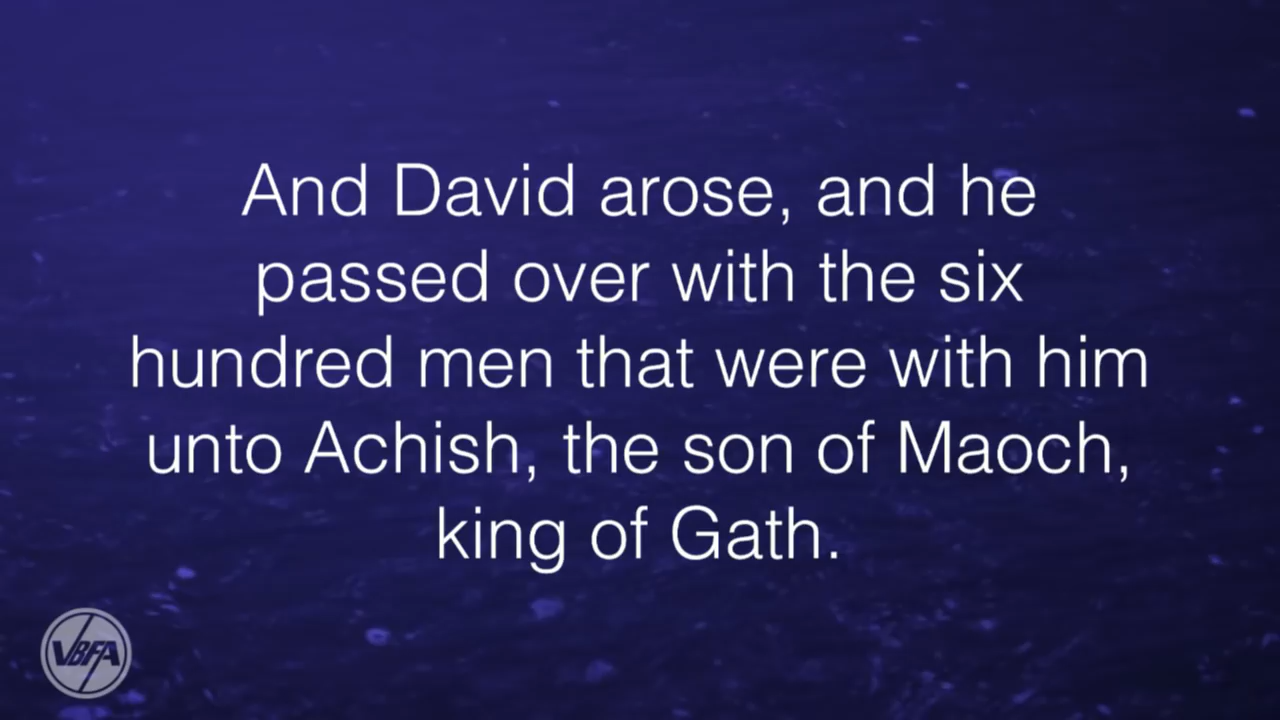 And David arose, and he
passed over with the six
hundred men that were with him
unto Achish, the son of Maoch,
king of Gath.
VBFA